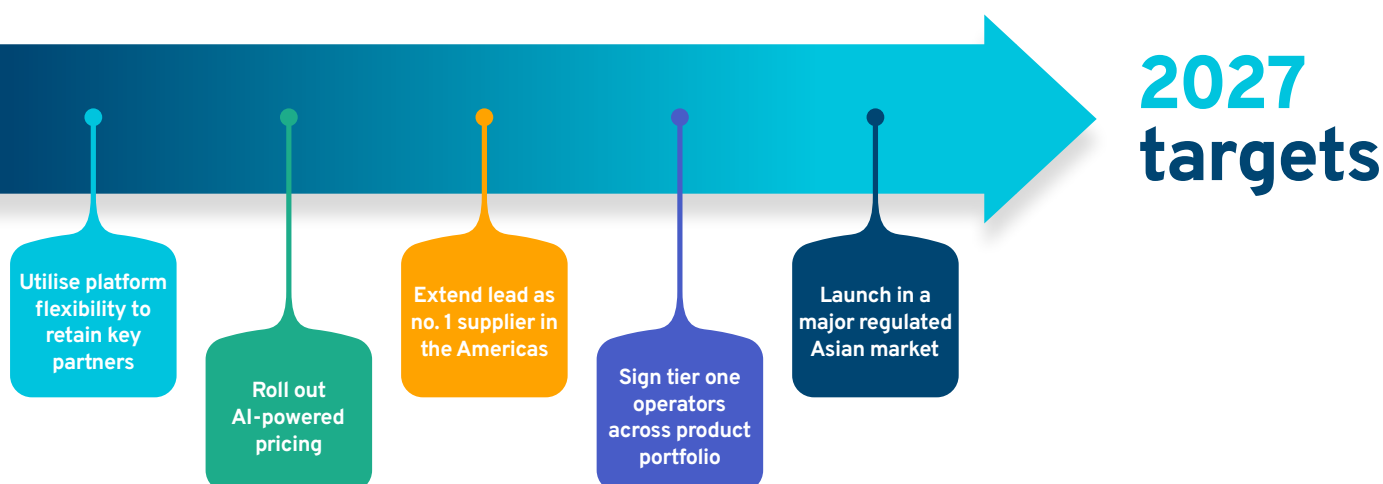 2027
targets
Utilise platform
flexibility to
retain key
partners
Roll out
AI-powered
pricing
Extend lead as
no. 1 supplier in
the Americas
Sign tier one
operators
across product
portfolio
Launch in a
major regulated
Asian market